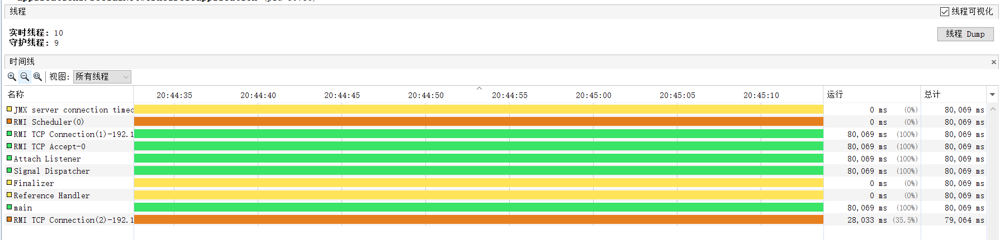 线程
线程可视化
实时线程: 10
守护线程: 9
线程 Dump
时间线
视图: 所有线程
名称 20:44:35 20:44:40 20:44:45 20:44:50 20:44:55 20:45:00 20:45:05 20:45:10 运行 总计
JMX server connection timeo 0 ms (0%) 80,069 ms
RMI Scheduler(0) 0 ms (0%) 80,069 ms
RMI TCP Connection(1)-192.1 80,069 ms (100%) 80,069 ms
RMI TCP Accept-0 80,069 ms (100%) 80,069 ms
Attach Listener 80,069 ms (100%) 80,069 ms
Signal Dispatcher 80,069 ms (100%) 80,069 ms
Finalizer 0 ms (0%) 80,069 ms
Reference Handler 0 ms (0%) 80,069 ms
main 80,069 ms (100%) 80,069 ms
RMI TCP Connection(2)-192.1 28,033 ms (35.5%) 79,064 ms